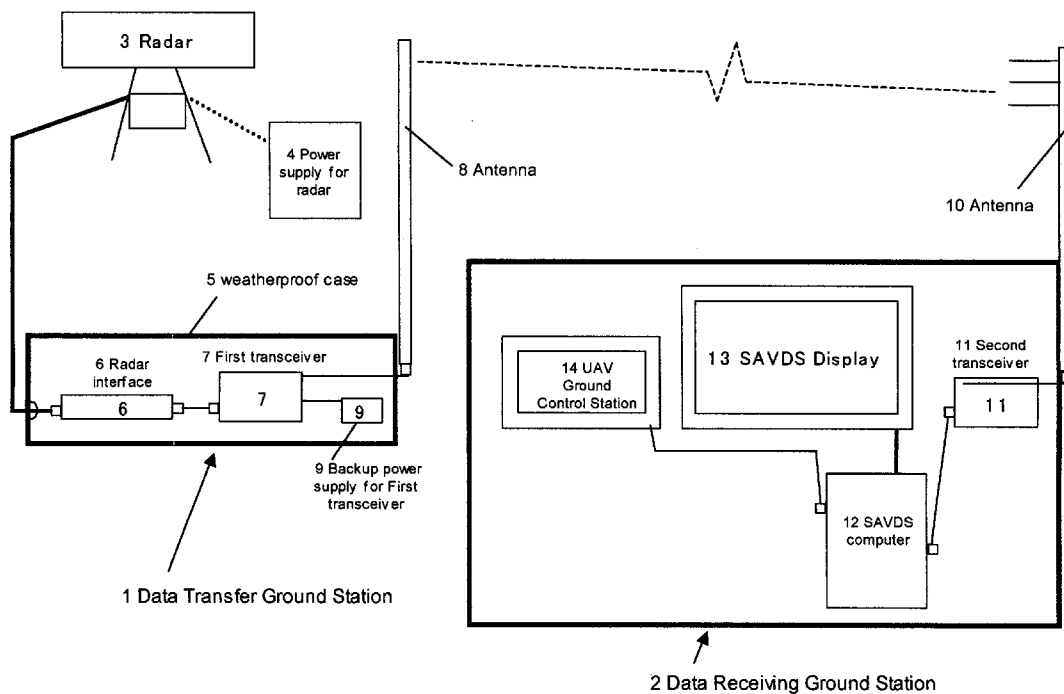 3 Radar
4 Power
supply for
radar
8 Antenna
10 Antenna
5 weatherproof case
6 Radar
interface
7 First transceiver
6
7
9
9 Backup power
supply for First
transceiver
1 Data Transfer Ground Station
14 UAV
Ground
Control Station
13 SAVDS Display
11 Second
transceiver
11
12 SAVDS
computer
2 Data Receiving Ground Station